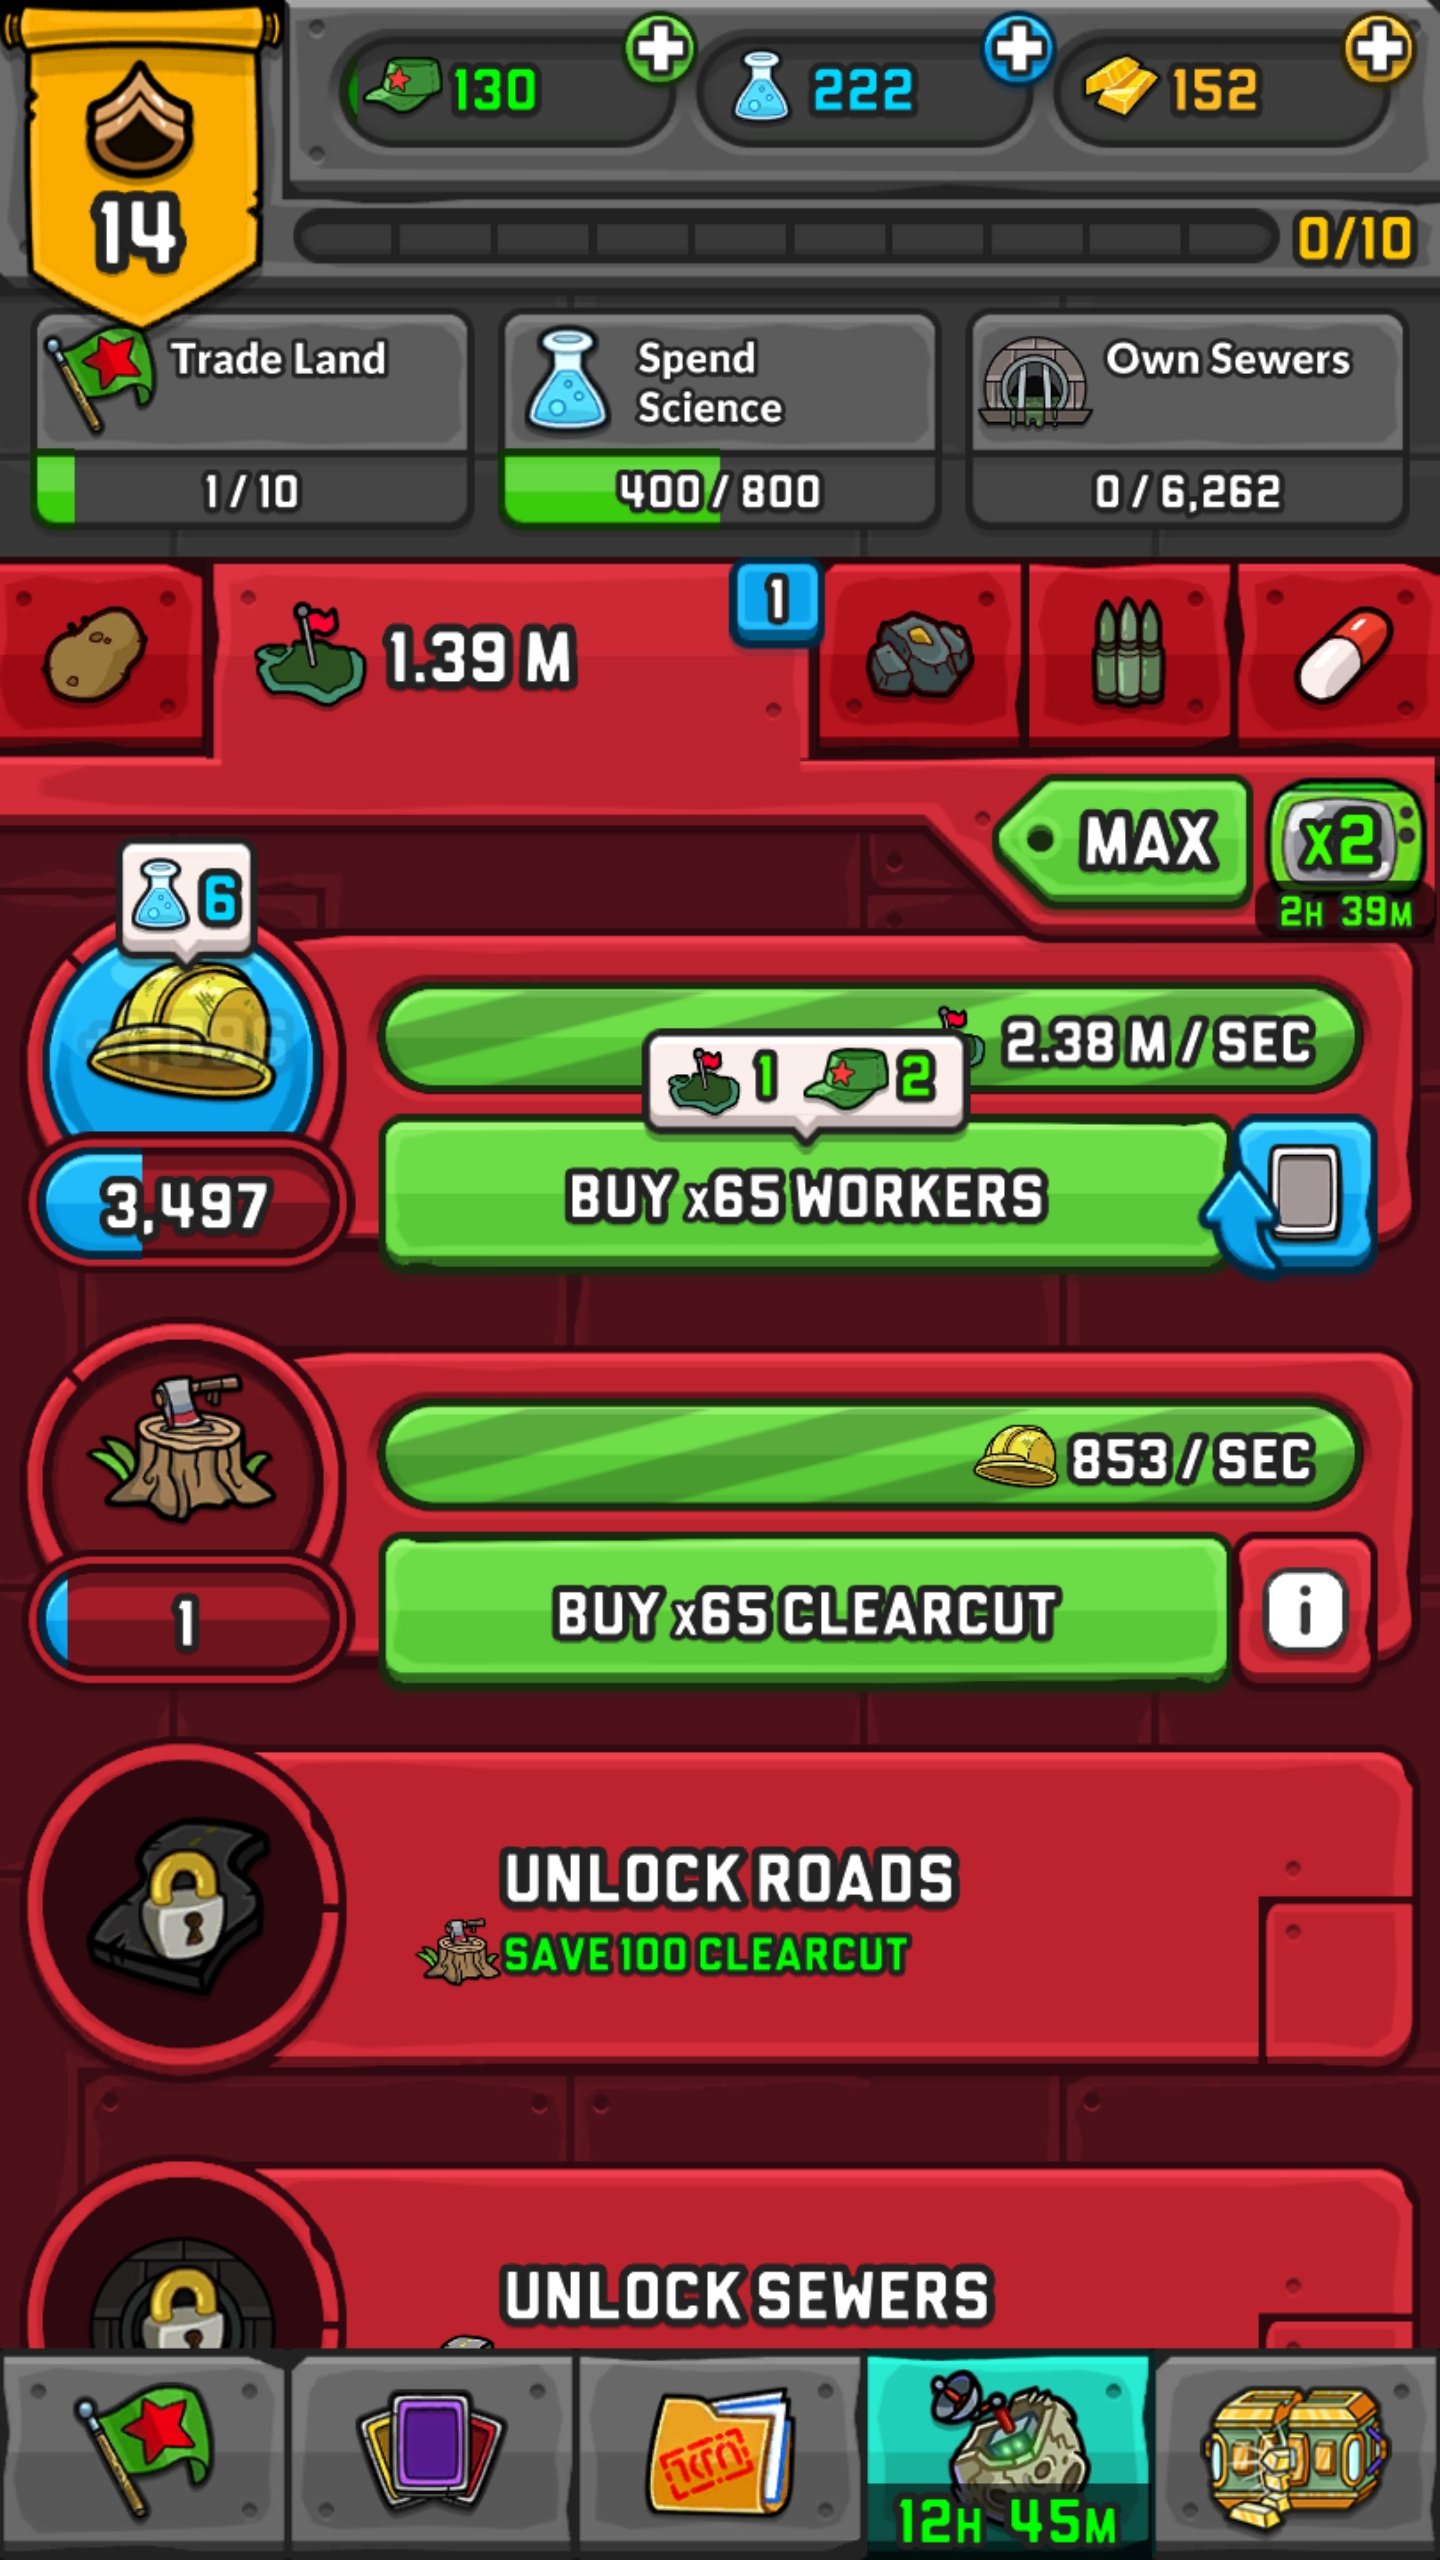 130
222
152
14
0/10
Trade Land
1/10
Spend
Science
400/800
Own Sewers
0/6,262
1.39 M
1
MAX
x2
2H 39M
6
2.38 M/SEC
1 2
3,497
BUY x65 WORKERS
853/SEC
1
BUY x65 CLEARCUT
i
UNLOCK ROADS
SAVE 100 CLEARCUT
UNLOCK SEWERS
12H 45M